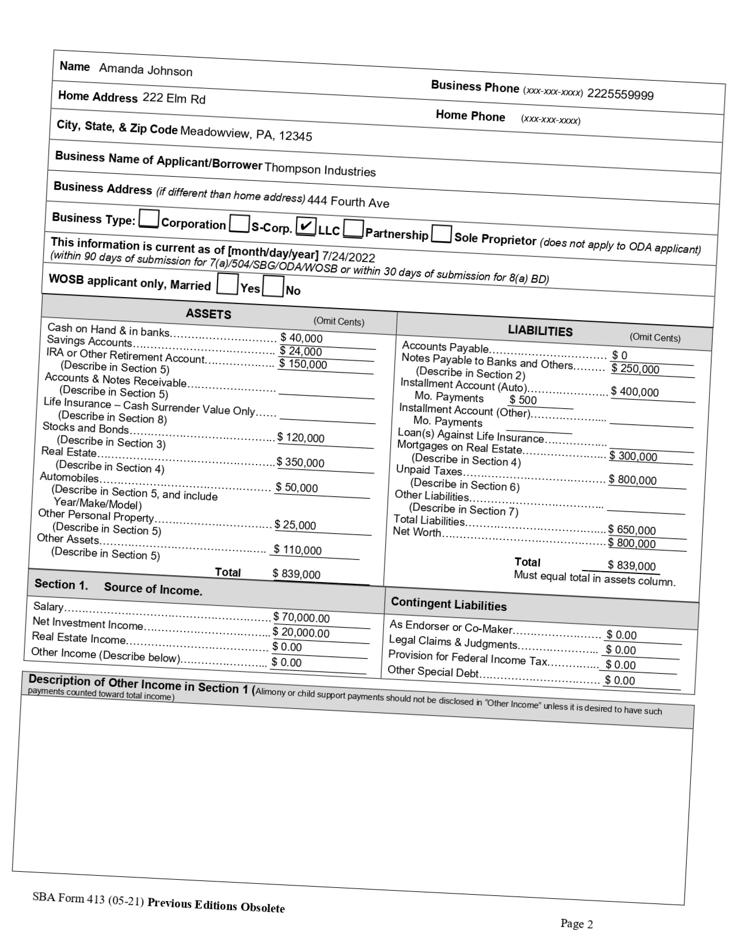 Name Amanda Johnson
Business Phone (xxx-xxx-xxxx) 2225559999
Home Address 222 Elm Rd
Home Phone (xxx-xxx-xxxx)
City, State, & Zip Code Meadowview, PA, 12345
Business Name of Applicant/Borrower Thompson Industries
Business Address (if different than home address) 444 Fourth Ave
Business Type: Corporation S-Corp. ✔ LLC Partnership Sole Proprietor (does not apply to ODA applicant)
This information is current as of [month/day/year] 7/24/2022
(within 90 days of submission for 7(a)/504/SBG/ODA/WOSB or within 30 days of submission for 8(a) BD)
WOSB applicant only, Married Yes No
ASSETS (Omit Cents)
Cash on Hand & in banks.............................. $ 40,000
Savings Accounts......................................... $ 24,000
IRA or Other Retirement Account.................... $ 150,000
(Describe in Section 5)
Accounts & Notes Receivable.........................
(Describe in Section 5)
Life Insurance – Cash Surrender Value Only......
(Describe in Section 8)
Stocks and Bonds.......................................... $ 120,000
(Describe in Section 3)
Real Estate.................................................... $ 350,000
(Describe in Section 4)
Automobiles................................................... $ 50,000
(Describe in Section 5, and include
Year/Make/Model)
Other Personal Property.................................. $ 25,000
(Describe in Section 5)
Other Assets.................................................. $ 110,000
(Describe in Section 5)
Total $ 839,000
LIABILITIES (Omit Cents)
Accounts Payable.................................. $ 0
Notes Payable to Banks and Others......... $ 250,000
(Describe in Section 2)
Installment Account (Auto)....................... $ 400,000
Mo. Payments $ 500
Installment Account (Other)......................
Mo. Payments
Loan(s) Against Life Insurance..................
Mortgages on Real Estate........................ $ 300,000
(Describe in Section 4)
Unpaid Taxes......................................... $ 800,000
(Describe in Section 6)
Other Liabilities.......................................
(Describe in Section 7)
Total Liabilities........................................ $ 650,000
Net Worth............................................... $ 800,000
Total $ 839,000
Must equal total in assets column.
Section 1. Source of Income.
Salary........................................................... $ 70,000.00
Net Investment Income.................................. $ 20,000.00
Real Estate Income....................................... $ 0.00
Other Income (Describe below)....................... $ 0.00
Contingent Liabilities
As Endorser or Co-Maker......................... $ 0.00
Legal Claims & Judgments....................... $ 0.00
Provision for Federal Income Tax.............. $ 0.00
Other Special Debt................................... $ 0.00
Description of Other Income in Section 1 (Alimony or child support payments should not be disclosed in "Other Income" unless it is desired to have such
payments counted toward total income)
SBA Form 413 (05-21) Previous Editions Obsolete
Page 2